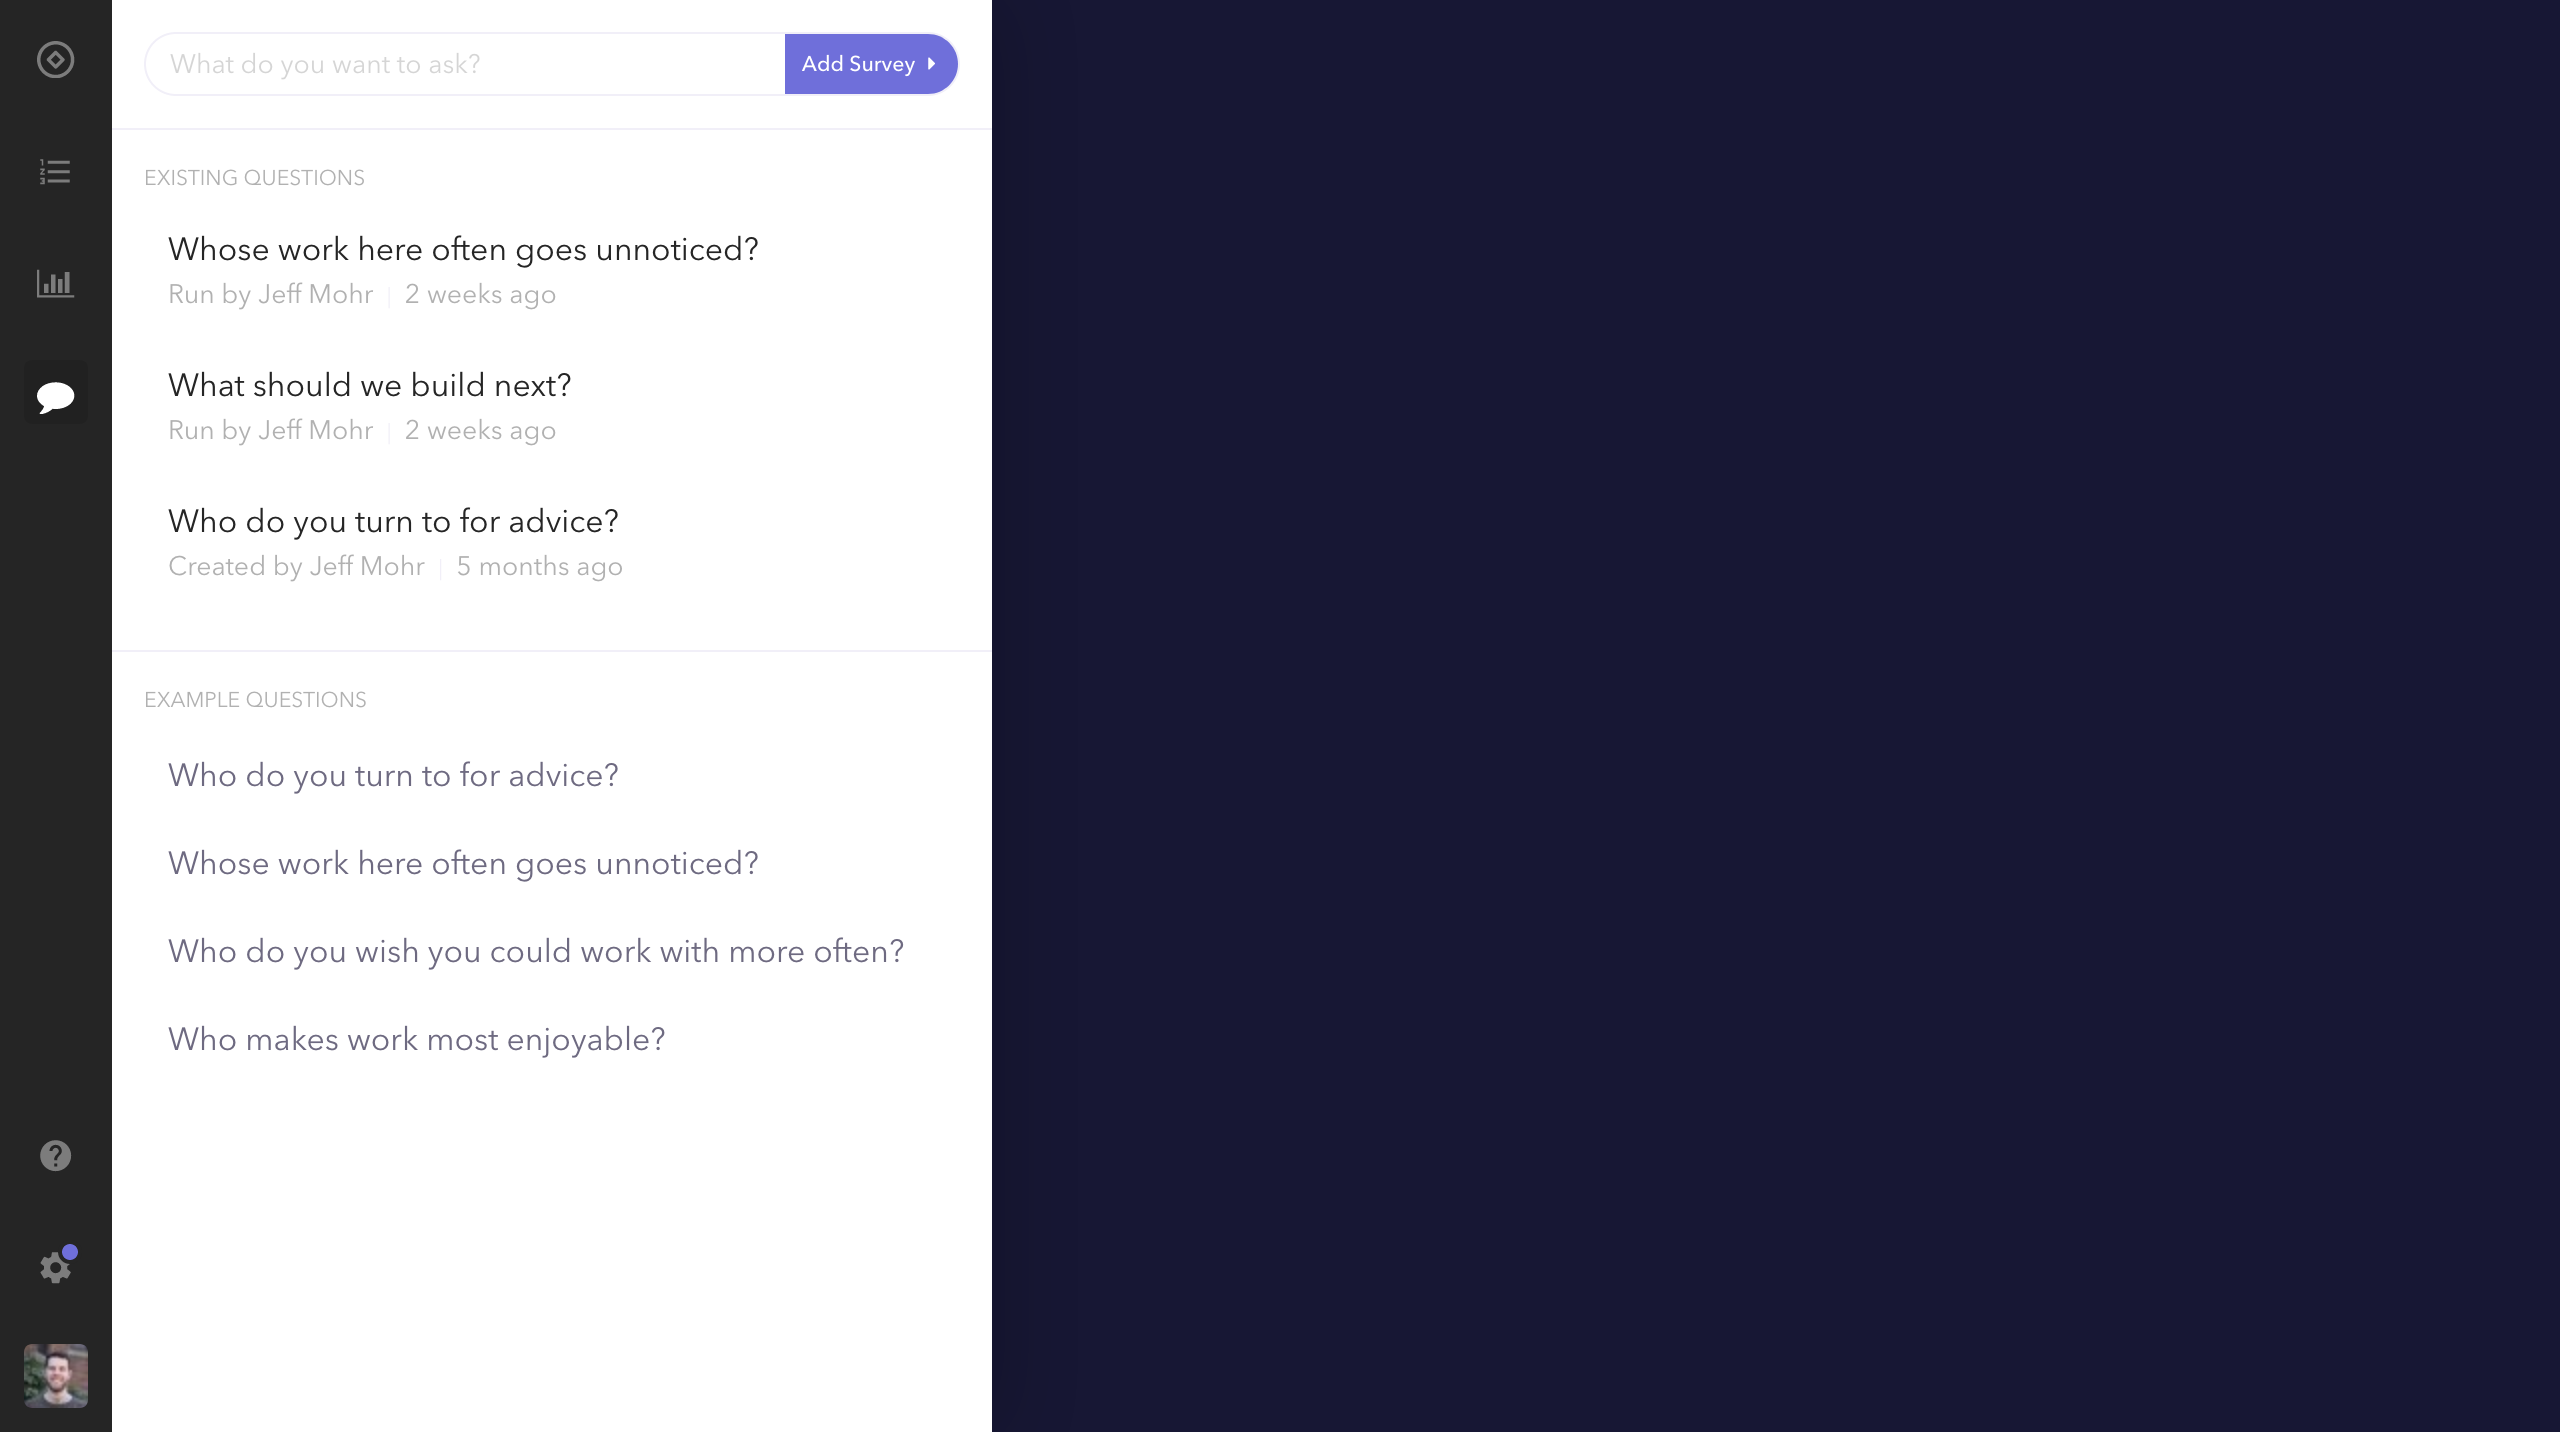 What do you want to ask?
Add Survey
EXISTING QUESTIONS
Whose work here often goes unnoticed?
Run by Jeff Mohr | 2 weeks ago
What should we build next?
Run by Jeff Mohr | 2 weeks ago
Who do you turn to for advice?
Created by Jeff Mohr | 5 months ago
EXAMPLE QUESTIONS
Who do you turn to for advice?
Whose work here often goes unnoticed?
Who do you wish you could work with more often?
Who makes work most enjoyable?